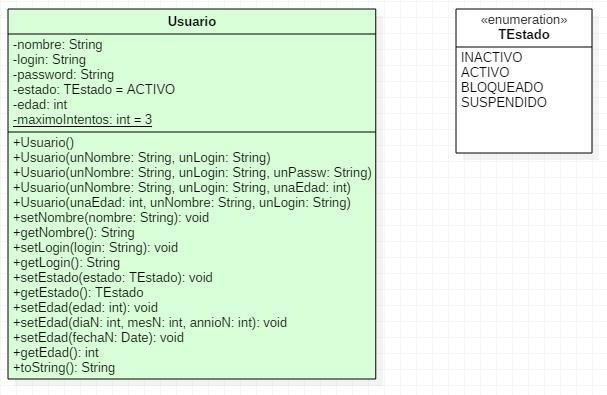 Usuario
-nombre: String
-login: String
-password: String
-estado: TEstado = ACTIVO
-edad: int
-maximoIntentos: int = 3
+Usuario()
+Usuario(unNombre: String, unLogin: String)
+Usuario(unNombre: String, unLogin: String, unPassw: String)
+Usuario(unNombre: String, unLogin: String, unaEdad: int)
+Usuario(unaEdad: int, unNombre: String, unLogin: String)
+setNombre(nombre: String): void
+getNombre(): String
+setLogin(login: String): void
+getLogin(): String
+setEstado(estado: TEstado): void
+getEstado(): TEstado
+setEdad(edad: int): void
+setEdad(diaN: int, mesN: int, annioN: int): void
+setEdad(fechaN: Date): void
+getEdad(): int
+toString(): String
«enumeration»
TEstado
INACTIVO
ACTIVO
BLOQUEADO
SUSPENDIDO